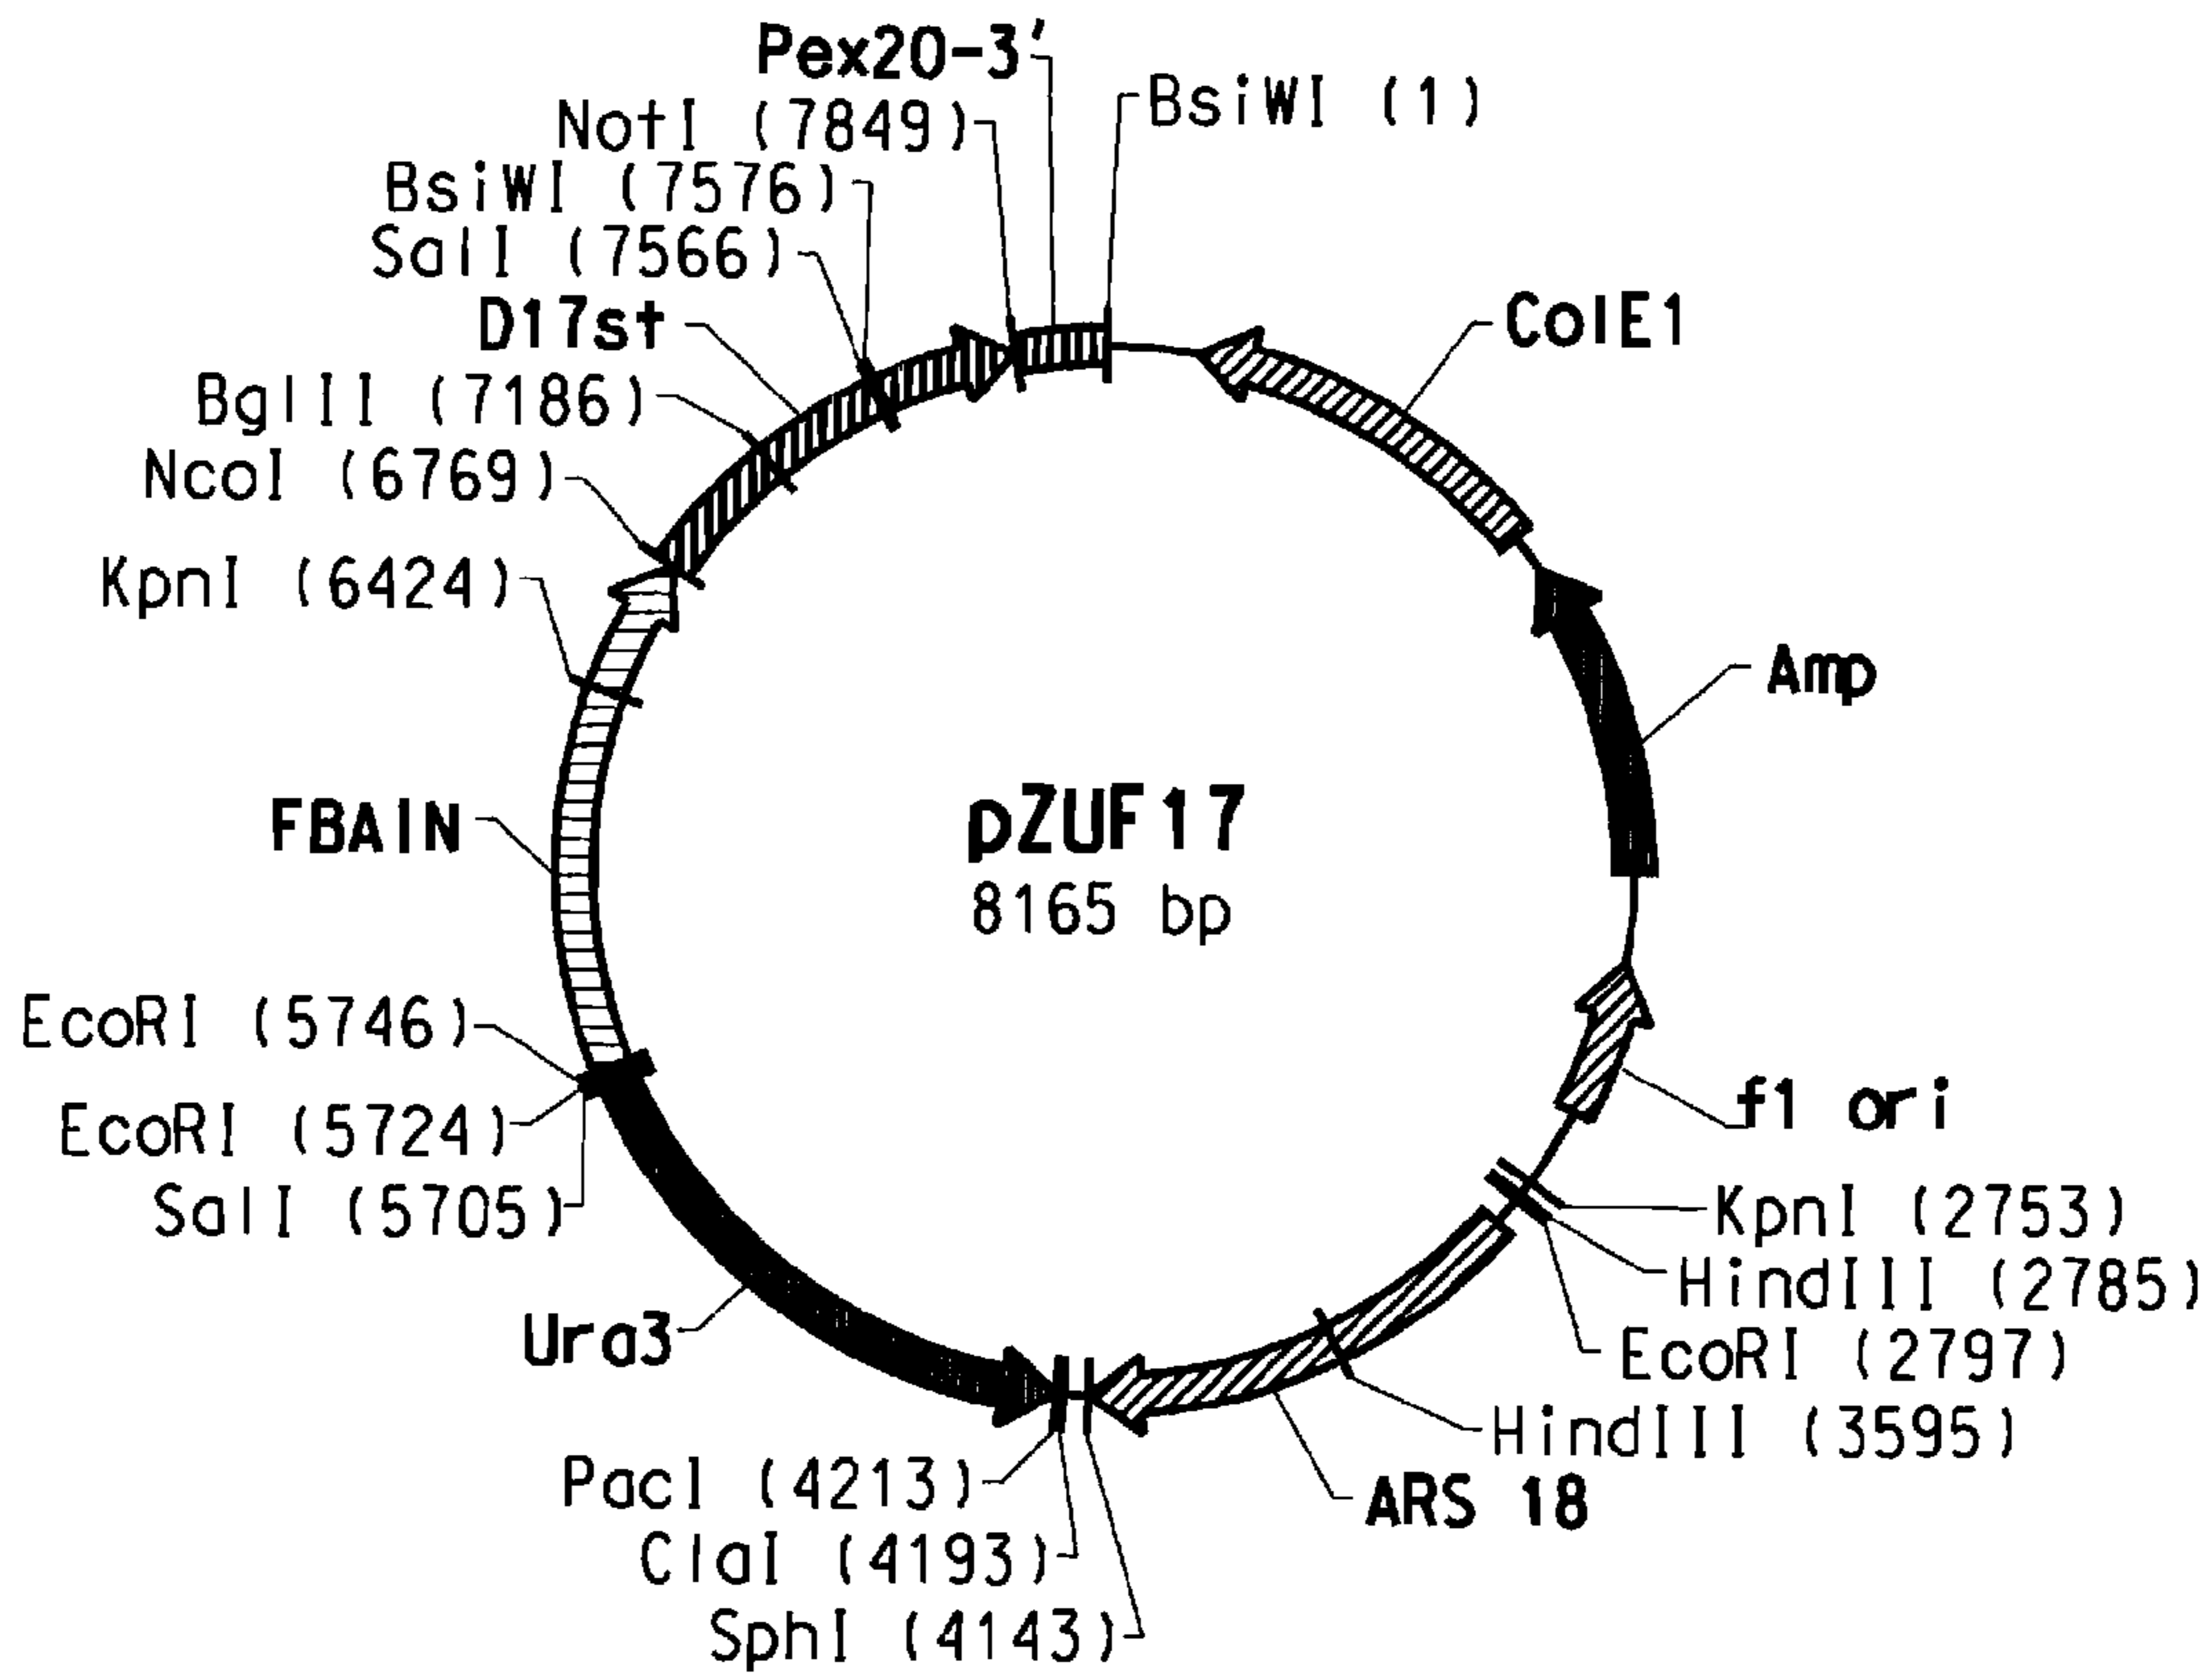 Pex20-3'
BsiWI (1)
NotI (7849)
BsiWI (7576)
SalI (7566)
D17st
ColE1
BglII (7186)
NcoI (6769)
KpnI (6424)
Amp
FBAIN
pZUF17
8165 bp
EcoRI (5746)
EcoRI (5724)
f1 ori
SalI (5705)
KpnI (2753)
HindIII (2785)
Ura3
EcoRI (2797)
HindIII (3595)
PacI (4213)
ARS 18
ClaI (4193)
SphI (4143)